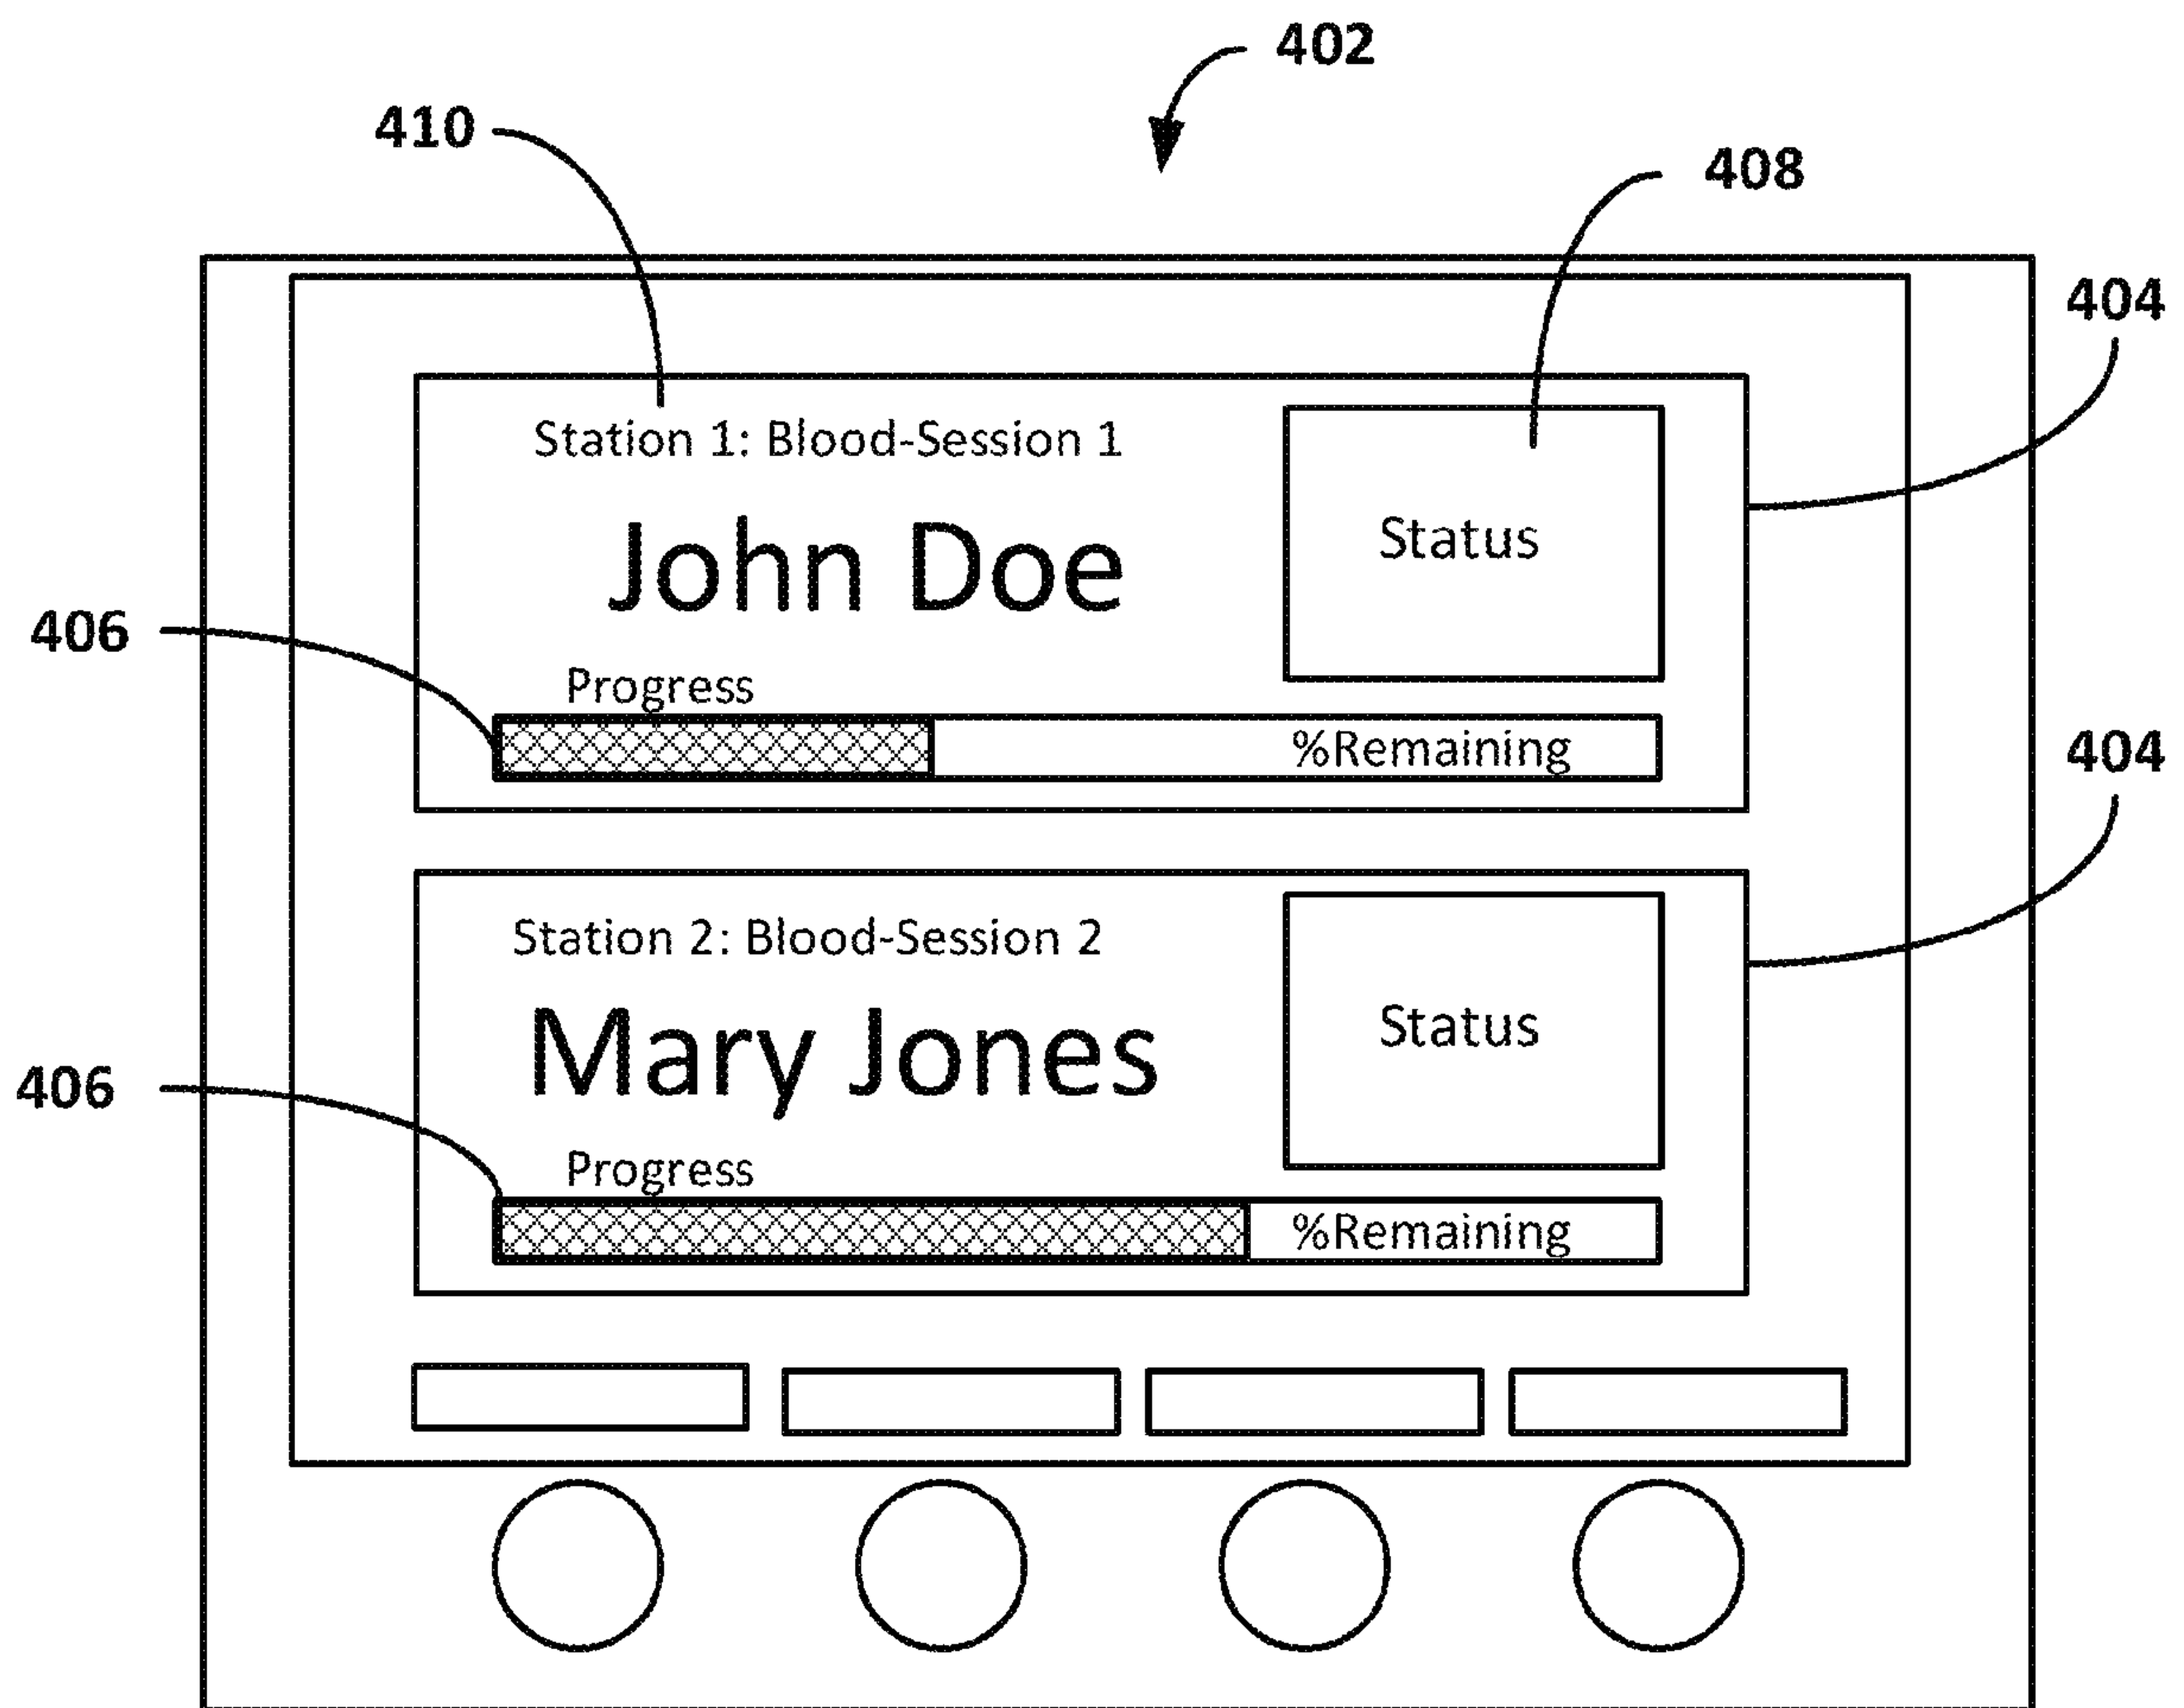 402
410
408
404
Station 1: Blood-Session 1
John Doe
Status
406
Progress
%Remaining
404
Station 2: Blood-Session 2
Mary Jones
Status
406
Progress
%Remaining